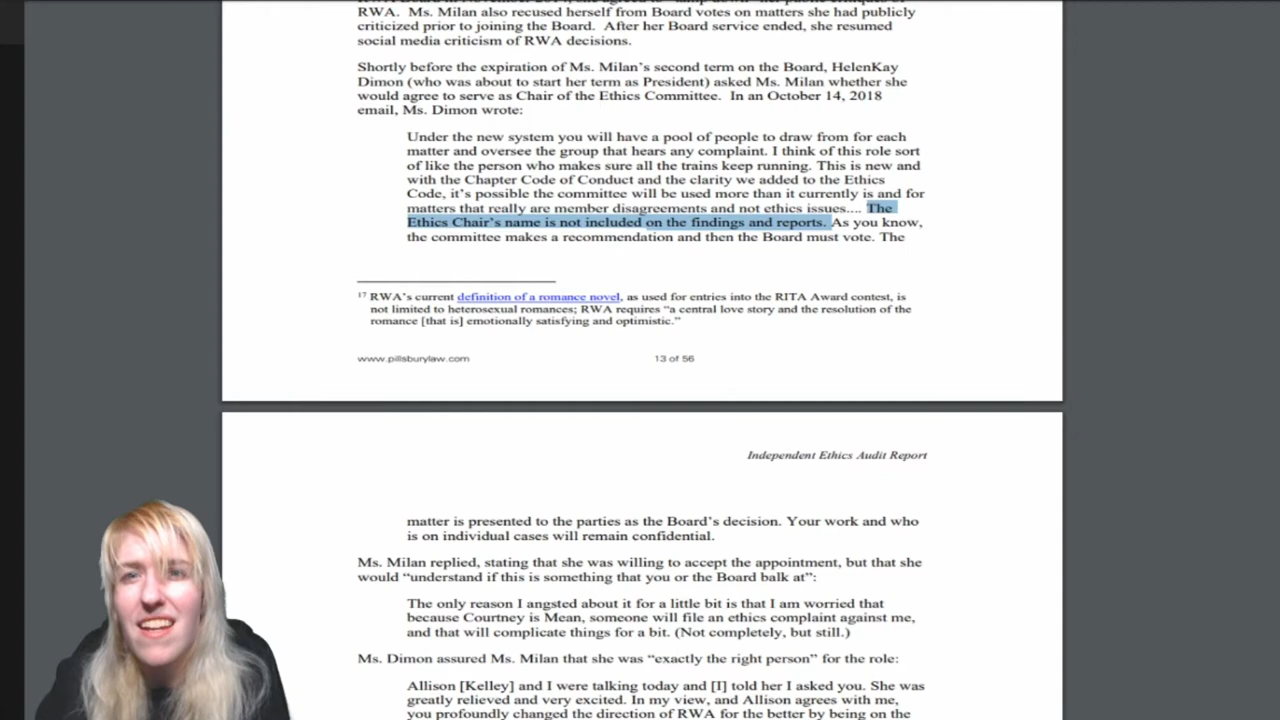 RWA. Ms. Milan also recused herself from Board votes on matters she had publicly
criticized prior to joining the Board. After her Board service ended, she resumed
social media criticism of RWA decisions.
Shortly before the expiration of Ms. Milan's second term on the Board, HelenKay
Dimon (who was about to start her term as President) asked Ms. Milan whether she
would agree to serve as Chair of the Ethics Committee. In an October 14, 2018
email, Ms. Dimon wrote:
Under the new system you will have a pool of people to draw from for each
matter and oversee the group that hears any complaint. I think of this role sort
of like the person who makes sure all the trains keep running. This is new and
with the Chapter Code of Conduct and the clarity we added to the Ethics
Code, it's possible the committee will be used more than it currently is and for
matters that really are member disagreements and not ethics issues.... The
Ethics Chair's name is not included on the findings and reports. As you know,
the committee makes a recommendation and then the Board must vote. The
17 RWA's current definition of a romance novel, as used for entries into the RITA Award contest, is
not limited to heterosexual romances; RWA requires "a central love story and the resolution of the
romance [that is] emotionally satisfying and optimistic."
www.pillsburylaw.com 13 of 56
Independent Ethics Audit Report
matter is presented to the parties as the Board's decision. Your work and who
is on individual cases will remain confidential.
Ms. Milan replied, stating that she was willing to accept the appointment, but that she
would "understand if this is something that you or the Board balk at":
The only reason I angsted about it for a little bit is that I am worried that
because Courtney is Mean, someone will file an ethics complaint against me,
and that will complicate things for a bit. (Not completely, but still.)
Ms. Dimon assured Ms. Milan that she was "exactly the right person" for the role:
Allison [Kelley] and I were talking today and [I] told her I asked you. She was
greatly relieved and very excited. In my view, and Allison agrees with me,
you profoundly changed the direction of RWA for the better by being on the